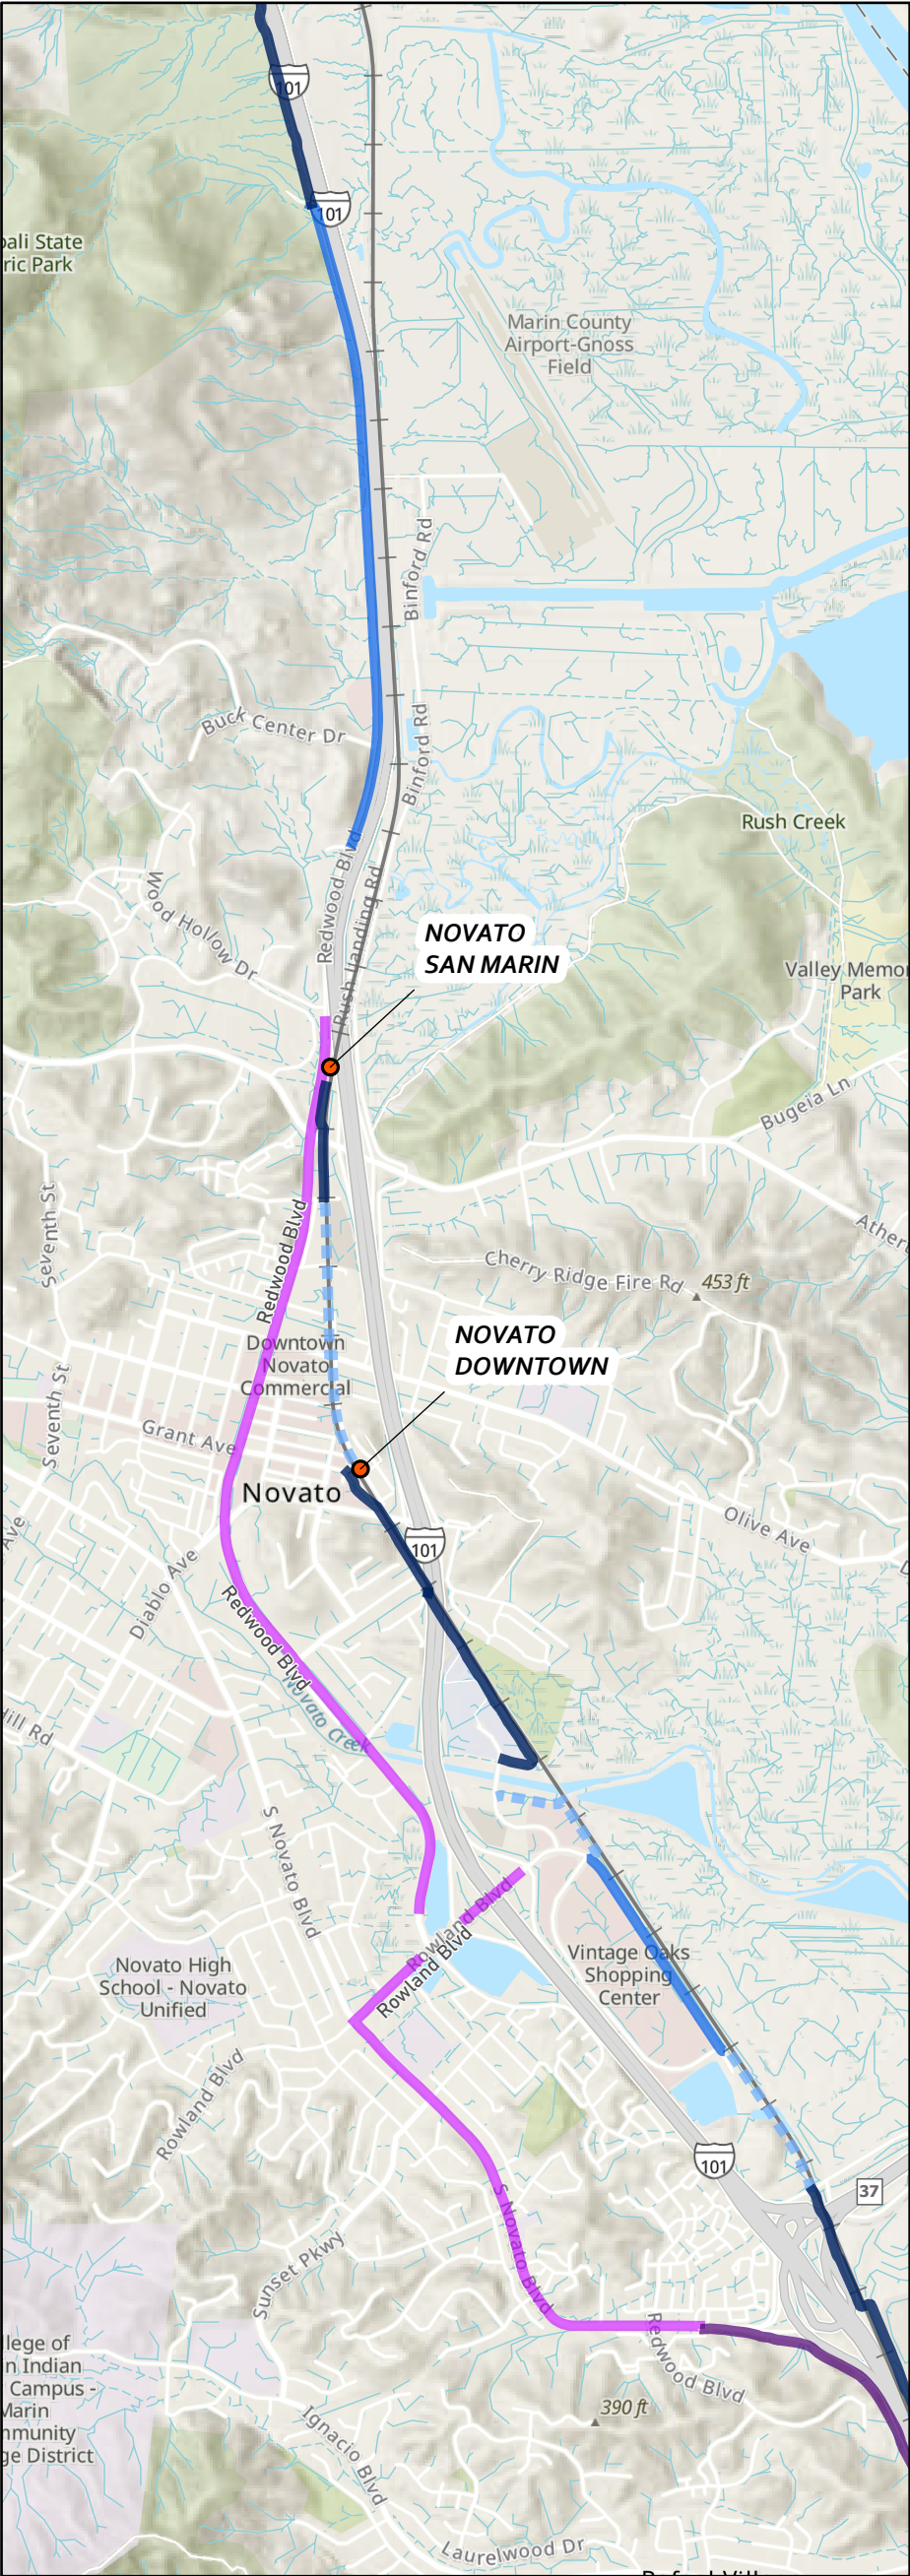 101
101
pali State
ric Park
Marin County
Airport-Gnoss
Field
Binford Rd
Buck Center Dr
Binford Rd
Rush Creek
Redwood Blvd
Rush Landing Rd
Wood Hollow Dr
NOVATO
SAN MARIN
Valley Memor
Park
Bugeia Ln
Seventh St
Redwood Blvd
Athert
Cherry Ridge Fire Rd
453 ft
NOVATO
DOWNTOWN
Downtown
Novato
Commercial
Seventh St
Grant Ave
Novato
101
Olive Ave
Ave
Diablo Ave
Redwood Blvd
Novato Creek
Hill Rd
S Novato Blvd
Rowland Blvd
Rowland Blvd
Vintage Oaks
Shopping
Center
Novato High
School - Novato
Unified
Rowland Blvd
101
37
S Novato Blvd
Sunset Pkwy
Redwood Blvd
llege of
n Indian
Campus -
Marin
mmunity
ge District
390 ft
Ignacio Blvd
Laurelwood Dr